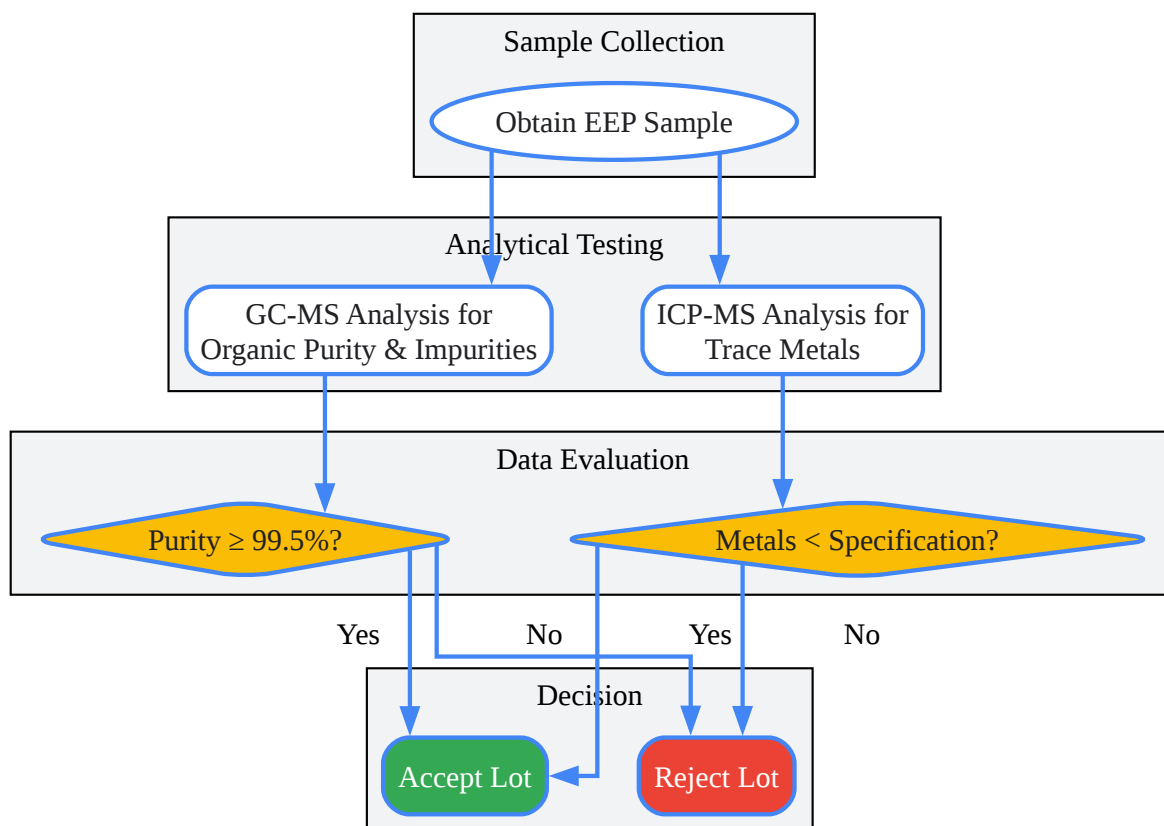 Sample Collection
Obtain EEP Sample
Analytical Testing
GC-MS Analysis for
Organic Purity & Impurities
ICP-MS Analysis for
Trace Metals
Data Evaluation
Purity ≥ 99.5%?
Metals < Specification?
Yes
No
Yes
No
Decision
Accept Lot
Reject Lot